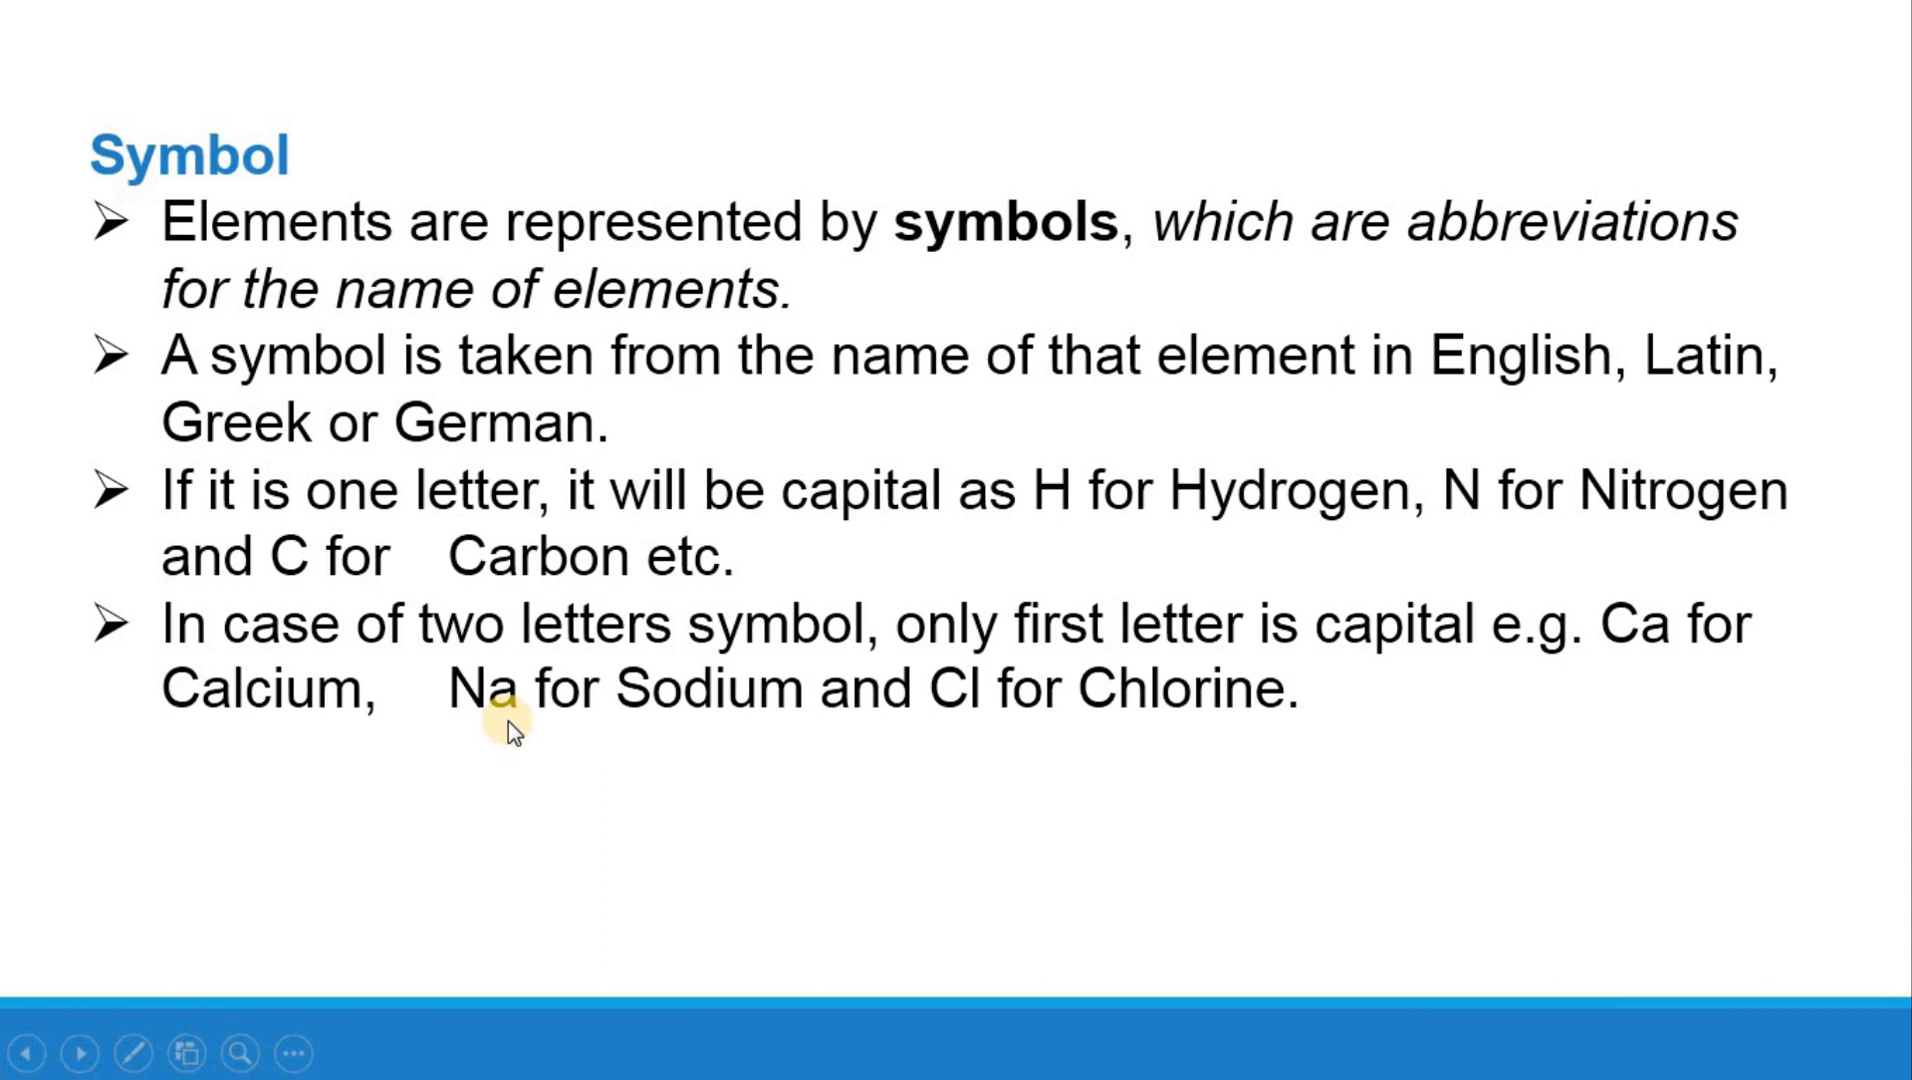 Symbol
➢ Elements are represented by symbols, which are abbreviations
for the name of elements.
➢ A symbol is taken from the name of that element in English, Latin,
Greek or German.
➢ If it is one letter, it will be capital as H for Hydrogen, N for Nitrogen
and C for Carbon etc.
➢ In case of two letters symbol, only first letter is capital e.g. Ca for
Calcium, Na for Sodium and Cl for Chlorine.